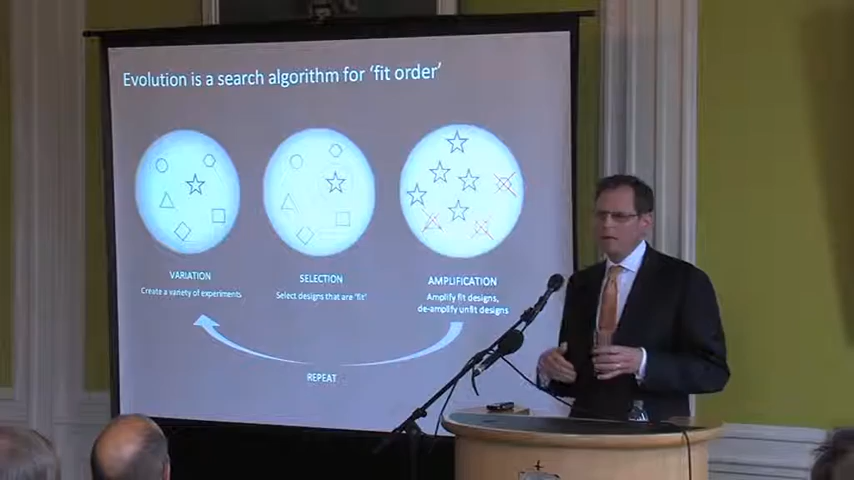 Evolution is a search algorithm for 'fit order'
VARIATION
Create a variety of experiments
SELECTION
Select designs that are 'fit'
AMPLIFICATION
Amplify fit designs,
de-amplify unfit designs
REPEAT